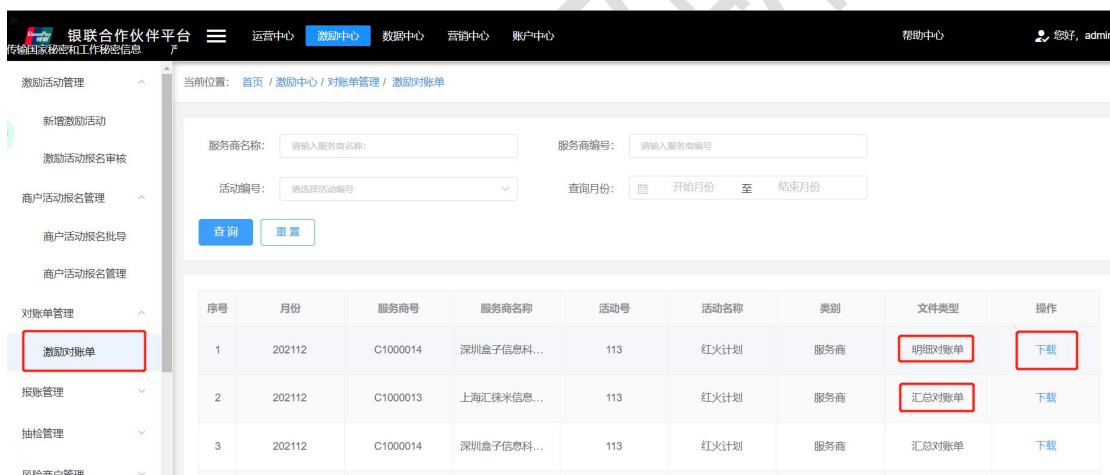 UnionPay 银联 银联合作伙伴平台 运营中心 激励中心 数据中心 营销中心 账户中心 帮助中心 您好，admin
传输国家秘密和工作秘密信息 严
激励活动管理
当前位置： 首页 / 激励中心 / 对账单管理 / 激励对账单
新增激励活动
激励活动报名审核
商户活动报名管理
商户活动报名批导
商户活动报名管理
对账单管理
激励对账单
报账管理
抽检管理
风险商户管理
服务商名称： 请输入服务商名称: 服务商编号： 请输入服务商编号
活动编号： 请选择活动编号 查询月份： 开始月份 至 结束月份
查询 重置
序号 月份 服务商号 服务商名称 活动号 活动名称 类别 文件类型 操作
1 202112 C1000014 深圳盒子信息科... 113 红火计划 服务商 明细对账单 下载
2 202112 C1000013 上海汇徕米信息... 113 红火计划 服务商 汇总对账单 下载
3 202112 C1000014 深圳盒子信息科... 113 红火计划 服务商 汇总对账单 下载